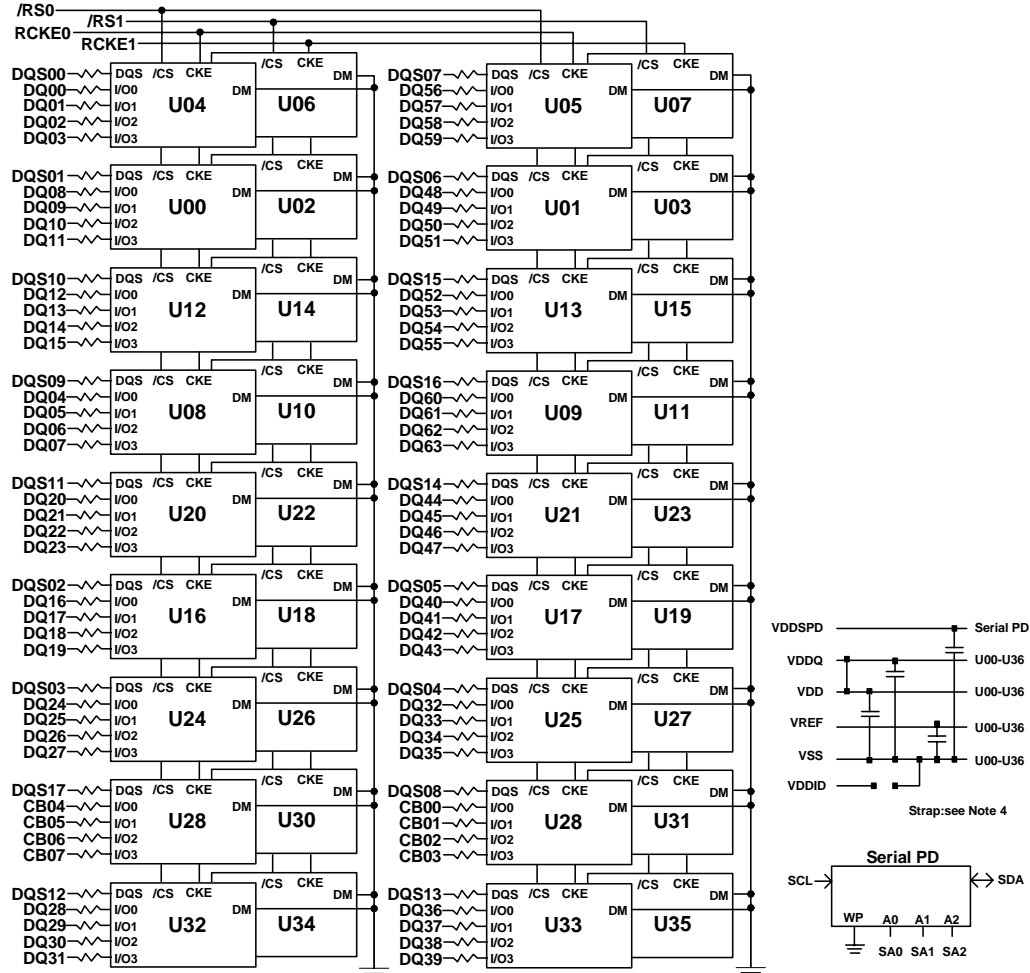 /RS0
/RS1
RCKE0
RCKE1
DQS00
DQ00
DQ01
DQ02
DQ03
DQS /CS CKE
I/O0
I/O1
I/O2
I/O3
DM
U04
/CS CKE
DM
U06
DQS01
DQ08
DQ09
DQ10
DQ11
DQS /CS CKE
I/O0
I/O1
I/O2
I/O3
DM
U00
/CS CKE
DM
U02
DQS10
DQ12
DQ13
DQ14
DQ15
DQS /CS CKE
I/O0
I/O1
I/O2
I/O3
DM
U12
/CS CKE
DM
U14
DQS09
DQ04
DQ05
DQ06
DQ07
DQS /CS CKE
I/O0
I/O1
I/O2
I/O3
DM
U08
/CS CKE
DM
U10
DQS11
DQ20
DQ21
DQ22
DQ23
DQS /CS CKE
I/O0
I/O1
I/O2
I/O3
DM
U20
/CS CKE
DM
U22
DQS02
DQ16
DQ17
DQ18
DQ19
DQS /CS CKE
I/O0
I/O1
I/O2
I/O3
DM
U16
/CS CKE
DM
U18
DQS03
DQ24
DQ25
DQ26
DQ27
DQS /CS CKE
I/O0
I/O1
I/O2
I/O3
DM
U24
/CS CKE
DM
U26
DQS17
CB04
CB05
CB06
CB07
DQS /CS CKE
I/O0
I/O1
I/O2
I/O3
DM
U28
/CS CKE
DM
U30
DQS12
DQ28
DQ29
DQ30
DQ31
DQS /CS CKE
I/O0
I/O1
I/O2
I/O3
DM
U32
/CS CKE
DM
U34
DQS07
DQ56
DQ57
DQ58
DQ59
DQS /CS CKE
I/O0
I/O1
I/O2
I/O3
DM
U05
/CS CKE
DM
U07
DQS06
DQ48
DQ49
DQ50
DQ51
DQS /CS CKE
I/O0
I/O1
I/O2
I/O3
DM
U01
/CS CKE
DM
U03
DQS15
DQ52
DQ53
DQ54
DQ55
DQS /CS CKE
I/O0
I/O1
I/O2
I/O3
DM
U13
/CS CKE
DM
U15
DQS16
DQ60
DQ61
DQ62
DQ63
DQS /CS CKE
I/O0
I/O1
I/O2
I/O3
DM
U09
/CS CKE
DM
U11
DQS14
DQ44
DQ45
DQ46
DQ47
DQS /CS CKE
I/O0
I/O1
I/O2
I/O3
DM
U21
/CS CKE
DM
U23
DQS05
DQ40
DQ41
DQ42
DQ43
DQS /CS CKE
I/O0
I/O1
I/O2
I/O3
DM
U17
/CS CKE
DM
U19
DQS04
DQ32
DQ33
DQ34
DQ35
DQS /CS CKE
I/O0
I/O1
I/O2
I/O3
DM
U25
/CS CKE
DM
U27
DQS08
CB00
CB01
CB02
CB03
DQS /CS CKE
I/O0
I/O1
I/O2
I/O3
DM
U28
/CS CKE
DM
U31
DQS13
DQ36
DQ37
DQ38
DQ39
DQS /CS CKE
I/O0
I/O1
I/O2
I/O3
DM
U33
/CS CKE
DM
U35
VDDSPD Serial PD
VDDQ U00-U36
VDD U00-U36
VREF U00-U36
VSS U00-U36
VDDID
Strap:see Note 4
Serial PD
SCL SDA
WP A0 A1 A2
SA0 SA1 SA2